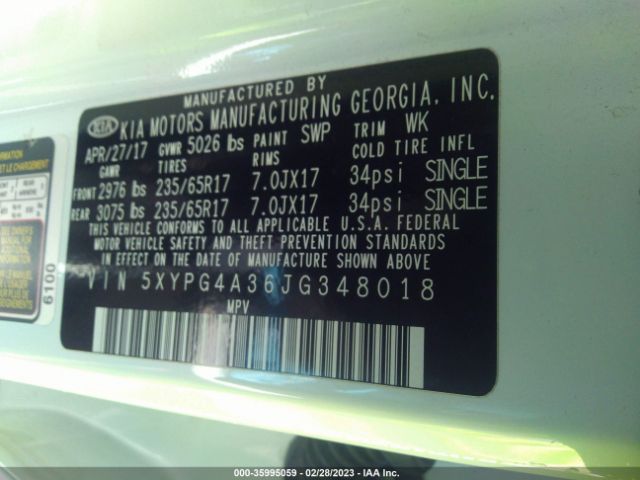 MANUFACTURED BY
KIA KIA MOTORS MANUFACTURING GEORGIA, INC.
APR/27/17 GVWR 5026 lbs PAINT SWP TRIM WK
GAWR TIRES RIMS COLD TIRE INFL
FRONT 2976 lbs 235/65R17 7.0JX17 34psi SINGLE
REAR 3075 lbs 235/65R17 7.0JX17 34psi SINGLE
THIS VEHICLE CONFORMS TO ALL APPLICABLE U.S.A. FEDERAL
MOTOR VEHICLE SAFETY AND THEFT PREVENTION STANDARDS
IN EFFECT ON THE DATE OF MANUFACTURE SHOWN ABOVE.
VIN 5XYPG4A36JG348018
MPV
6100
000-35995059 - 02/28/2023 - IAA Inc.